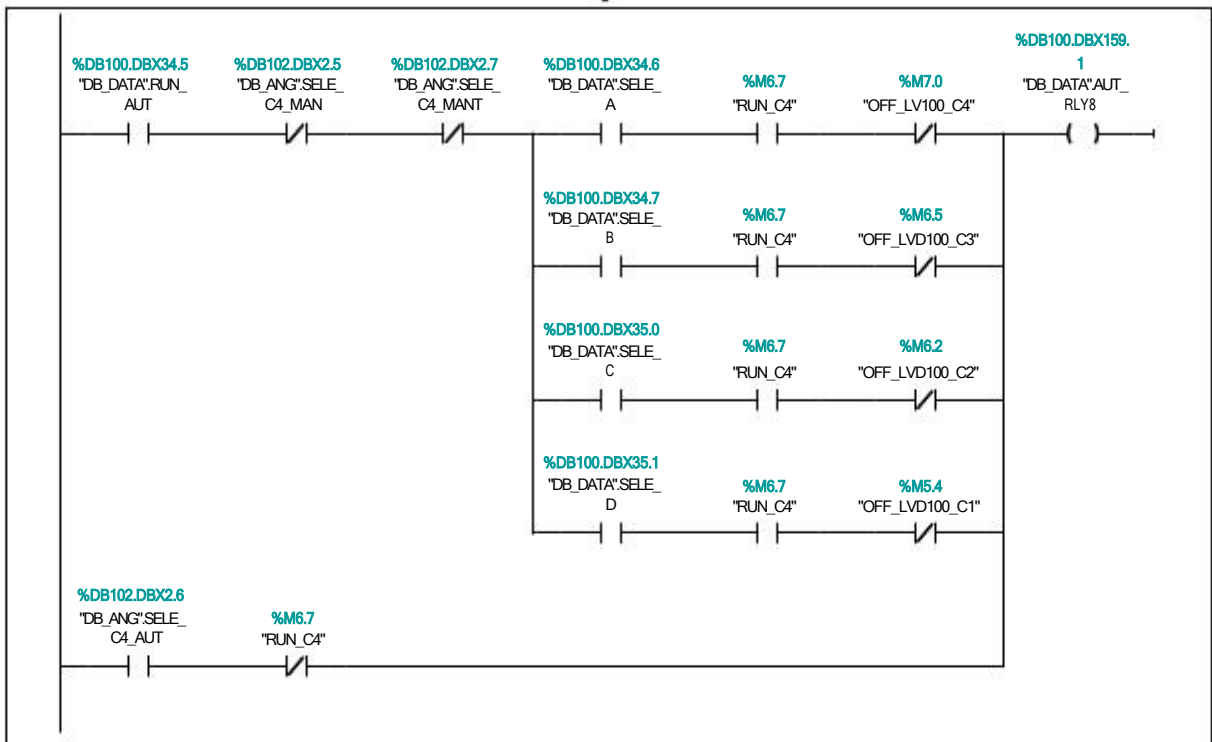 %DB100.DBX159.
1
"DB_DATA".AUT_
RLY8
%DB100.DBX34.5
"DB_DATA".RUN_
AUT
%DB102.DBX2.5
"DB_ANG".SELE_
C4_MAN
%DB102.DBX2.7
"DB_ANG".SELE_
C4_MANT
%DB100.DBX34.6
"DB_DATA".SELE_
A
%M6.7
"RUN_C4"
%M7.0
"OFF_LV100_C4"
%DB100.DBX34.7
"DB_DATA".SELE_
B
%M6.7
"RUN_C4"
%M6.5
"OFF_LVD100_C3"
%DB100.DBX35.0
"DB_DATA".SELE_
C
%M6.7
"RUN_C4"
%M6.2
"OFF_LVD100_C2"
%DB100.DBX35.1
"DB_DATA".SELE_
D
%M6.7
"RUN_C4"
%M5.4
"OFF_LVD100_C1"
%DB102.DBX2.6
"DB_ANG".SELE_
C4_AUT
%M6.7
"RUN_C4"